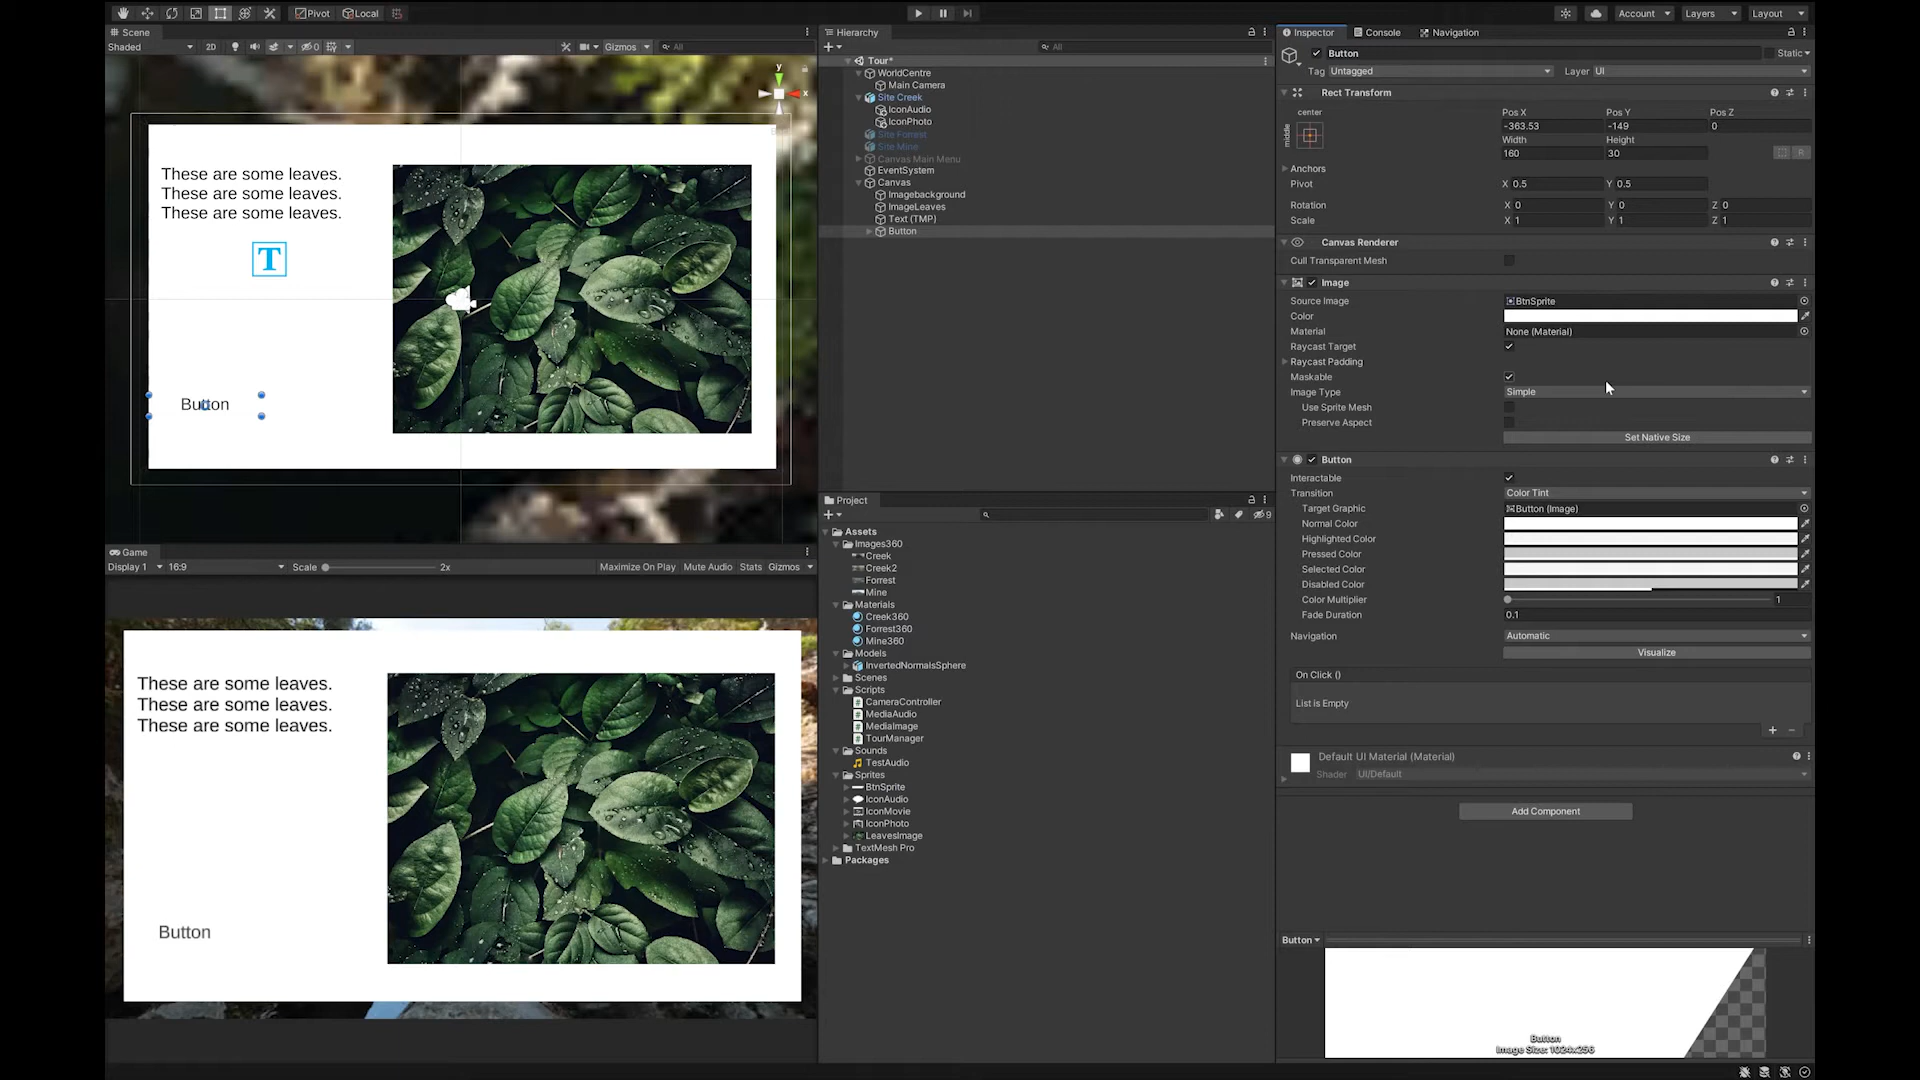 Pivot
Local
Account
Layers
Layout
Scene
Shaded
2D
0
Gizmos
All
y
x
These are some leaves.
These are some leaves.
These are some leaves.
T
Button
Game
Display 1
16:9
Scale
2x
Maximize On Play
Mute Audio
Stats
Gizmos
These are some leaves.
These are some leaves.
These are some leaves.
Button
Hierarchy
All
Tour*
WorldCentre
Main Camera
Site Creek
IconAudio
IconPhoto
Site Forrest
Site Mine
Canvas Main Menu
EventSystem
Canvas
Imagebackground
ImageLeaves
Text (TMP)
Button
Project
9
Assets
Images360
Creek
Creek2
Forrest
Mine
Materials
Creek360
Forrest360
Mine360
Models
InvertedNormalsSphere
Scenes
Scripts
CameraController
MediaAudio
MediaImage
TourManager
Sounds
TestAudio
Sprites
BtnSprite
IconAudio
IconMovie
IconPhoto
LeavesImage
TextMesh Pro
Packages
Inspector
Console
Navigation
Button
Static
Tag Untagged
Layer UI
Rect Transform
center
middle
Pos X Pos Y Pos Z
-363.53 -149 0
Width Height
160 30
R
Anchors
Pivot X 0.5 Y 0.5
Rotation X 0 Y 0 Z 0
Scale X 1 Y 1 Z 1
Canvas Renderer
Cull Transparent Mesh
Image
Source Image BtnSprite
Color
Material None (Material)
Raycast Target
Raycast Padding
Maskable
Image Type Simple
Use Sprite Mesh
Preserve Aspect
Set Native Size
Button
Interactable
Transition Color Tint
Target Graphic Button (Image)
Normal Color
Highlighted Color
Pressed Color
Selected Color
Disabled Color
Color Multiplier 1
Fade Duration 0.1
Navigation Automatic
Visualize
On Click ()
List is Empty
Default UI Material (Material)
Shader UI/Default
Add Component
Button
Button
Image Size: 1024x256